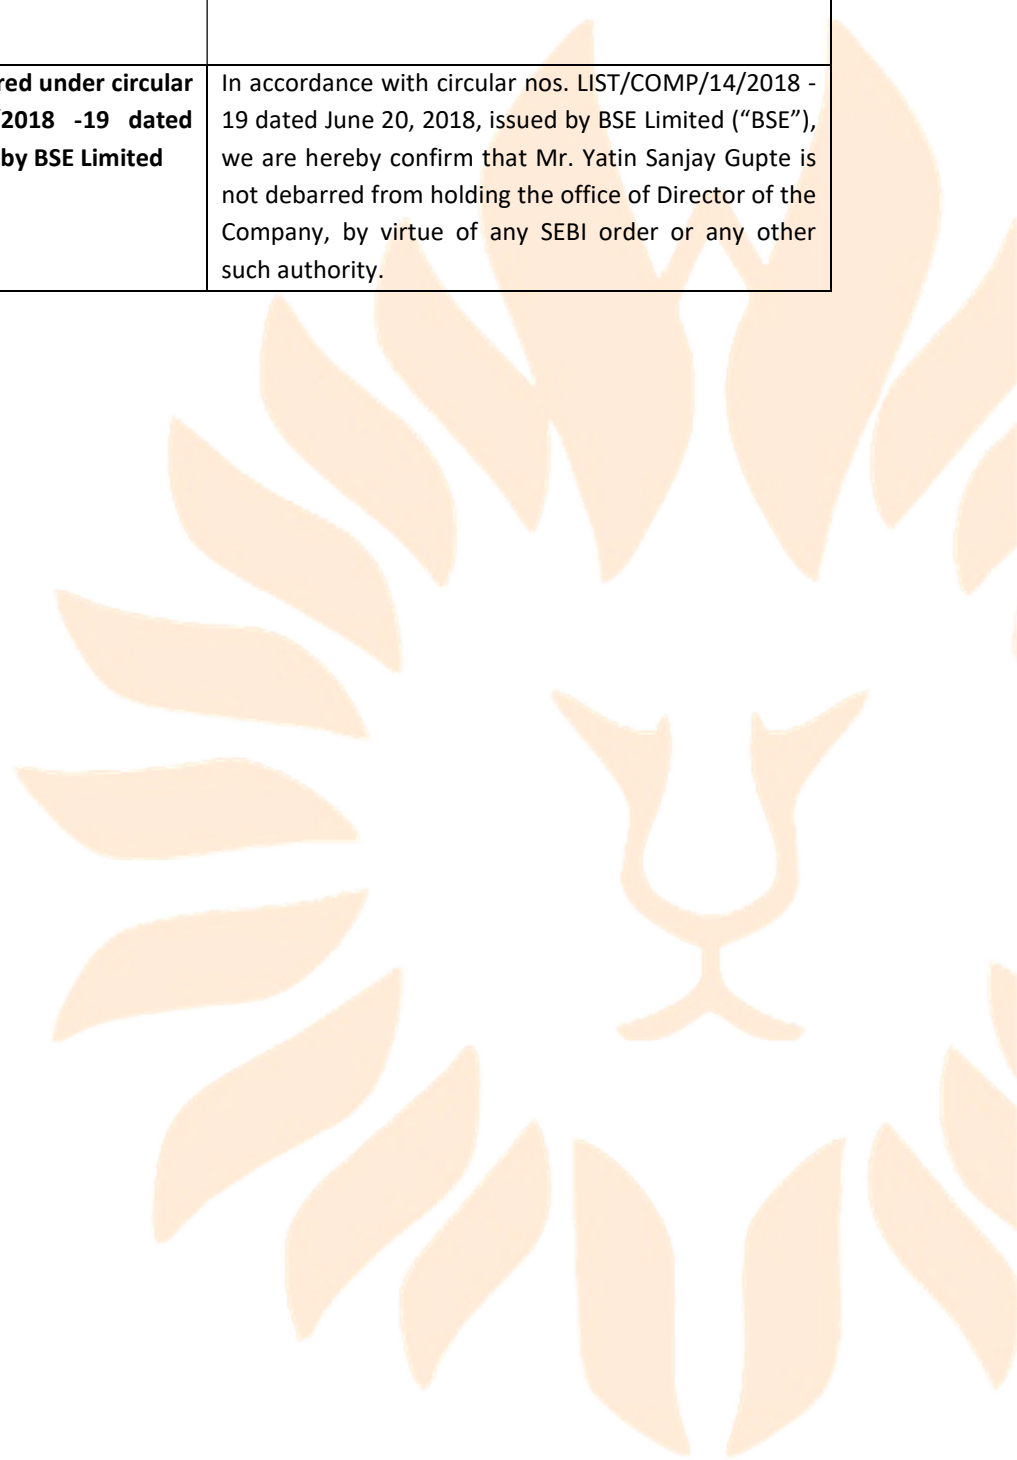 red under circular
/2018 -19 dated
by BSE Limited
In accordance with circular nos. LIST/COMP/14/2018 -
19 dated June 20, 2018, issued by BSE Limited (“BSE”),
we are hereby confirm that Mr. Yatin Sanjay Gupte is
not debarred from holding the office of Director of the
Company, by virtue of any SEBI order or any other
such authority.